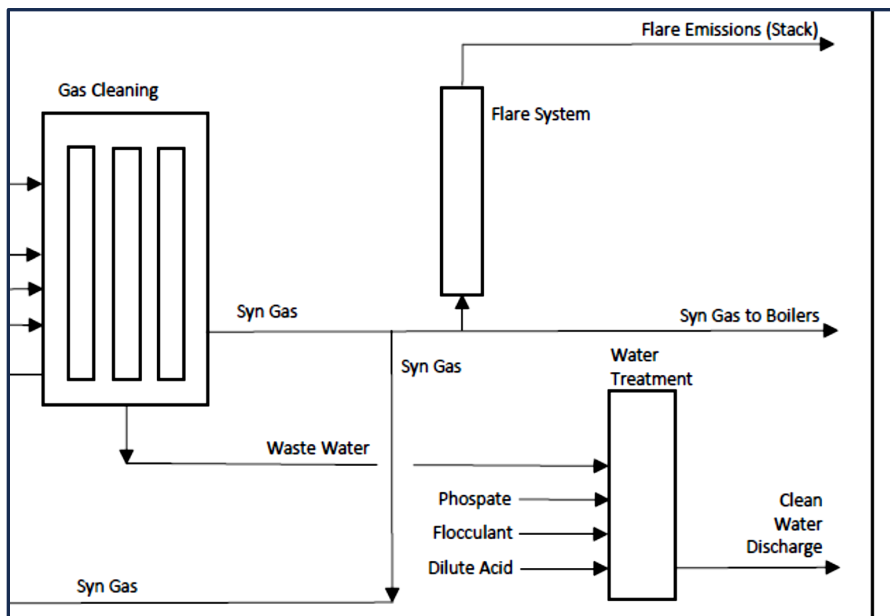 Flare Emissions (Stack)
Gas Cleaning
Flare System
Syn Gas
Syn Gas to Boilers
Syn Gas
Water
Treatment
Waste Water
Phospate
Flocculant
Dilute Acid
Clean
Water
Discharge
Syn Gas